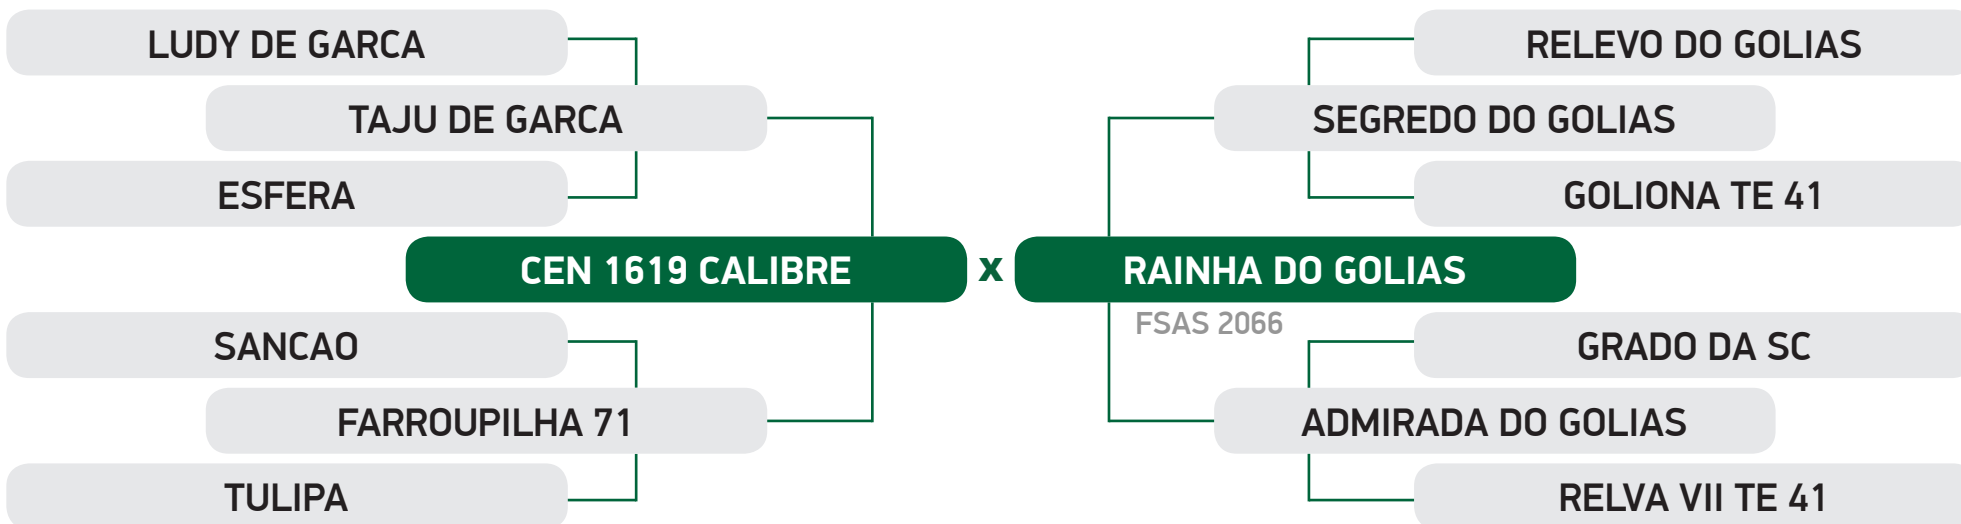 LUDY DE GARCA
RELEVO DO GOLIAS
TAJU DE GARCA
SEGREDO DO GOLIAS
ESFERA
GOLIONA TE 41
CEN 1619 CALIBRE x RAINHA DO GOLIAS
FSAS 2066
SANCAO
GRADO DA SC
FARROUPILHA 71
ADMIRADA DO GOLIAS
TULIPA
RELVA VII TE 41